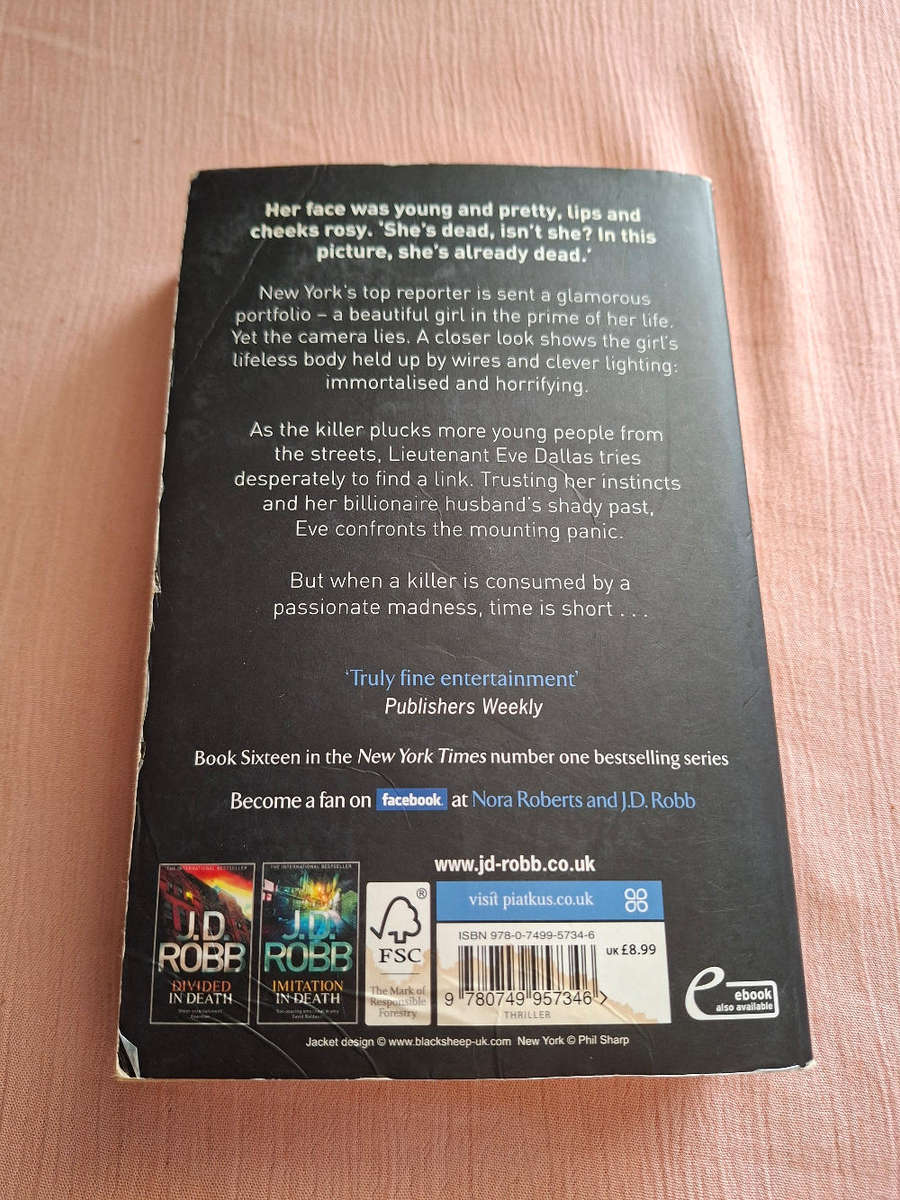 Her face was young and pretty, lips and
cheeks rosy. 'She's dead, isn't she? In this
picture, she's already dead.'
New York's top reporter is sent a glamorous
portfolio – a beautiful girl in the prime of her life.
Yet the camera lies. A closer look shows the girl's
lifeless body held up by wires and clever lighting:
immortalised and horrifying.
As the killer plucks more young people from
the streets, Lieutenant Eve Dallas tries
desperately to find a link. Trusting her instincts
and her billionaire husband's shady past,
Eve confronts the mounting panic.
But when a killer is consumed by a
passionate madness, time is short . . .
'Truly fine entertainment'
Publishers Weekly
Book Sixteen in the New York Times number one bestselling series
Become a fan on facebook. at Nora Roberts and J.D. Robb
THE INTERNATIONAL BESTSELLER
J.D.
ROBB
DIVIDED
IN DEATH
THE INTERNATIONAL BESTSELLER
J.D.
ROBB
IMITATION
IN DEATH
®
FSC
The Mark of
Responsible
Forestry
www.jd-robb.co.uk
visit piatkus.co.uk
ISBN 978-0-7499-5734-6
UK £8.99
9 780749 957346 >
THRILLER
e
ebook
also available
Jacket design © www.blacksheep-uk.com New York © Phil Sharp